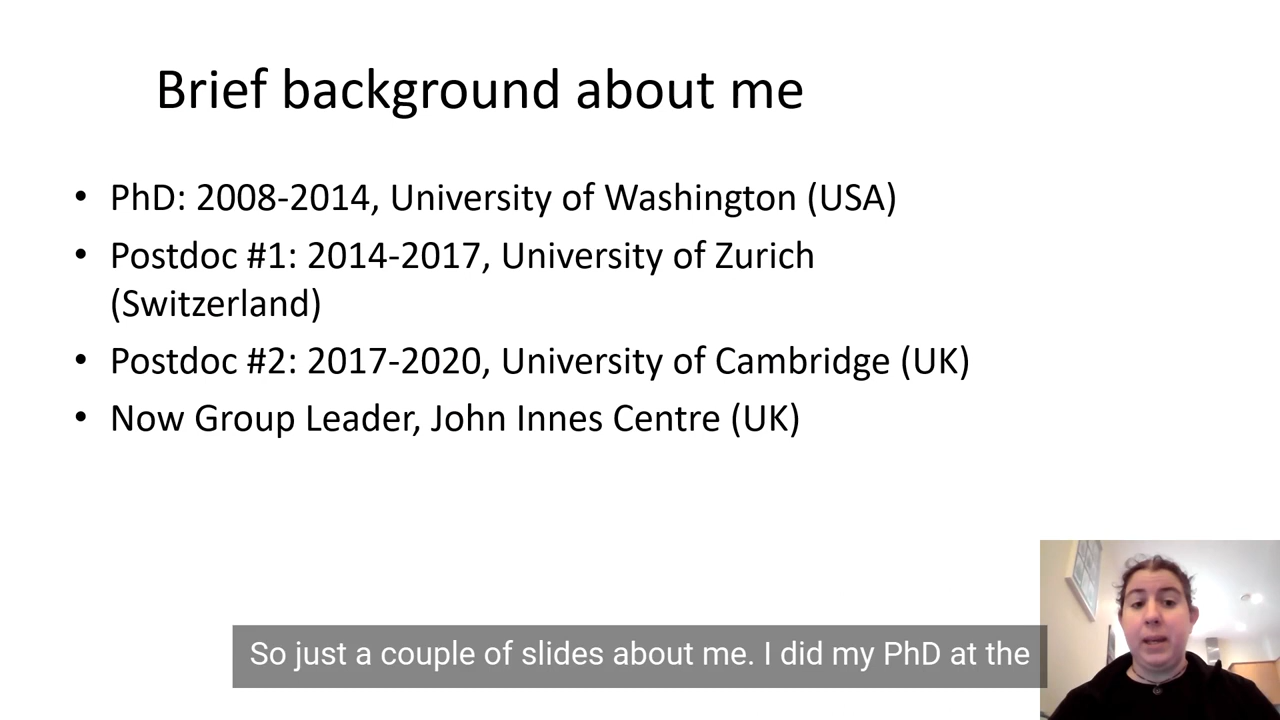 Brief background about me
• PhD: 2008-2014, University of Washington (USA)
• Postdoc #1: 2014-2017, University of Zurich
(Switzerland)
• Postdoc #2: 2017-2020, University of Cambridge (UK)
• Now Group Leader, John Innes Centre (UK)
So just a couple of slides about me. I did my PhD at the